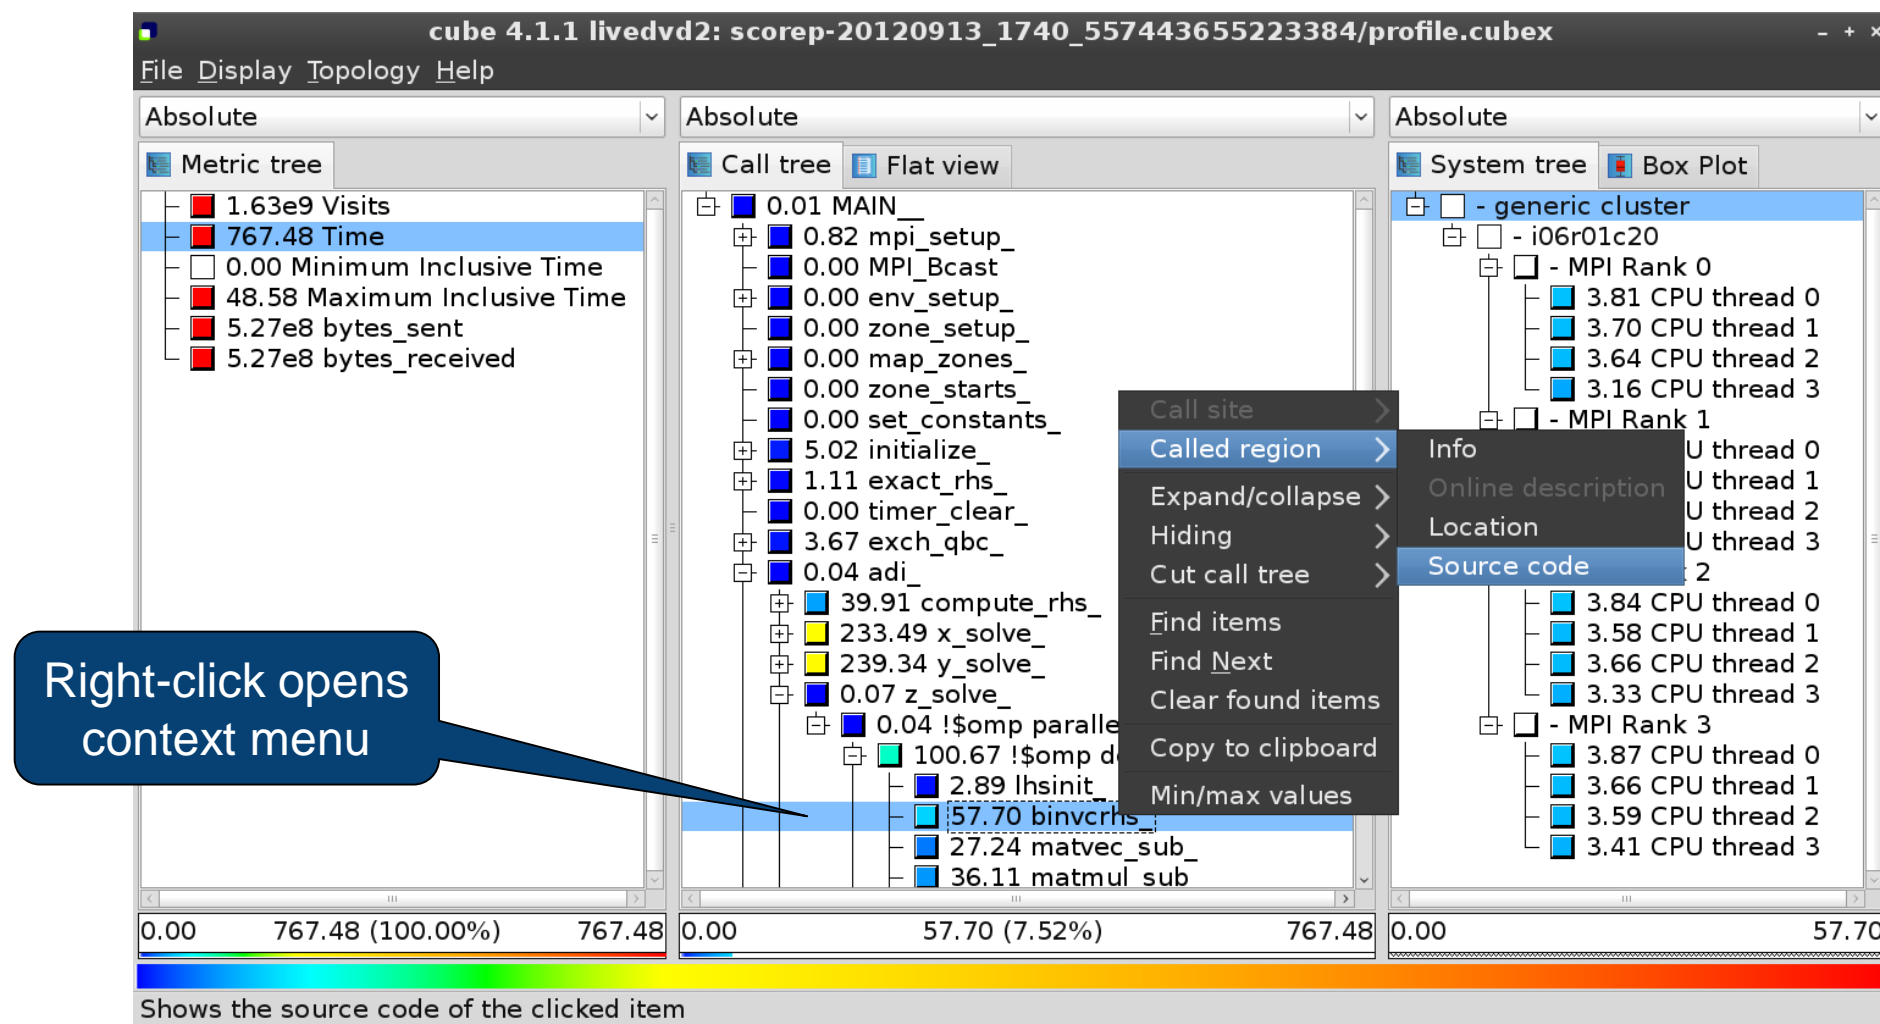 cube 4.1.1 livedvd2: scorep-20120913_1740_557443655223384/profile.cubex
File Display Topology Help
Absolute
Metric tree
1.63e9 Visits
767.48 Time
0.00 Minimum Inclusive Time
48.58 Maximum Inclusive Time
5.27e8 bytes_sent
5.27e8 bytes_received
0.00 767.48 (100.00%) 767.48
Absolute
Call tree Flat view
0.01 MAIN__
0.82 mpi_setup_
0.00 MPI_Bcast
0.00 env_setup_
0.00 zone_setup_
0.00 map_zones_
0.00 zone_starts_
0.00 set_constants_
5.02 initialize_
1.11 exact_rhs_
0.00 timer_clear_
3.67 exch_qbc_
0.04 adi_
39.91 compute_rhs_
233.49 x_solve_
239.34 y_solve_
0.07 z_solve_
0.04 !$omp paralle
100.67 !$omp d
2.89 lhsinit_
57.70 binvcrhs_
27.24 matvec_sub_
36.11 matmul_sub
0.00 57.70 (7.52%) 767.48
Call site
Called region
Expand/collapse
Hiding
Cut call tree
Find items
Find Next
Clear found items
Copy to clipboard
Min/max values
Info
Online description
Location
Source code
Absolute
System tree Box Plot
- generic cluster
- i06r01c20
- MPI Rank 0
3.81 CPU thread 0
3.70 CPU thread 1
3.64 CPU thread 2
3.16 CPU thread 3
- MPI Rank 1
U thread 0
U thread 1
U thread 2
U thread 3
2
3.84 CPU thread 0
3.58 CPU thread 1
3.66 CPU thread 2
3.33 CPU thread 3
- MPI Rank 3
3.87 CPU thread 0
3.66 CPU thread 1
3.59 CPU thread 2
3.41 CPU thread 3
0.00 57.70
Right-click opens
context menu
Shows the source code of the clicked item